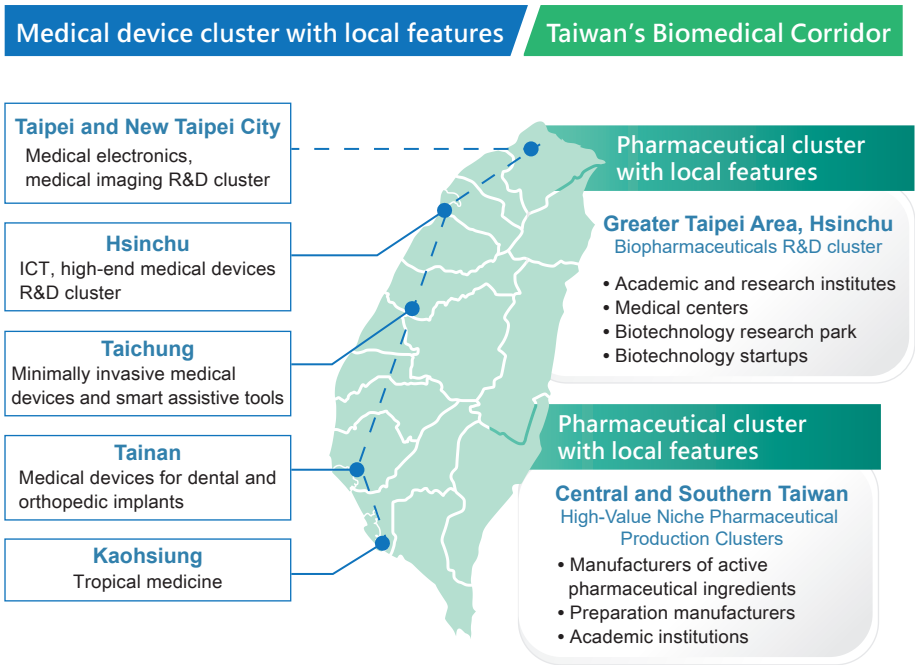 Medical device cluster with local features
Taiwan's Biomedical Corridor
Taipei and New Taipei City
Medical electronics,
medical imaging R&D cluster
Hsinchu
ICT, high-end medical devices
R&D cluster
Taichung
Minimally invasive medical
devices and smart assistive tools
Tainan
Medical devices for dental and
orthopedic implants
Kaohsiung
Tropical medicine
Pharmaceutical cluster
with local features
Greater Taipei Area, Hsinchu
Biopharmaceuticals R&D cluster
• Academic and research institutes
• Medical centers
• Biotechnology research park
• Biotechnology startups
Pharmaceutical cluster
with local features
Central and Southern Taiwan
High-Value Niche Pharmaceutical
Production Clusters
• Manufacturers of active
pharmaceutical ingredients
• Preparation manufacturers
• Academic institutions